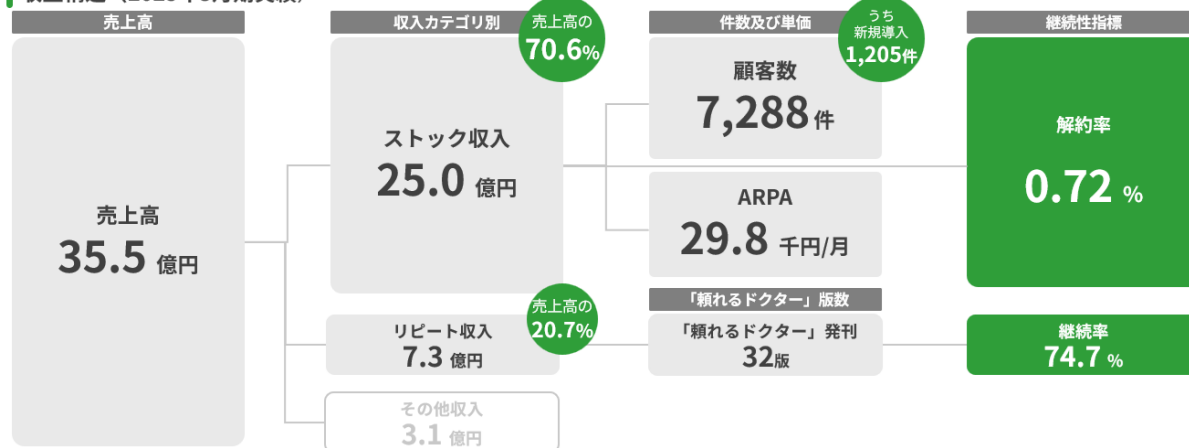 売上高
収入カテゴリ別
件数及び単価
継続性指標
売上高
35.5 億円
売上高の
70.6%
ストック収入
25.0 億円
うち
新規導入
1,205件
顧客数
7,288 件
ARPA
29.8 千円/月
解約率
0.72 %
売上高の
20.7%
リピート収入
7.3 億円
「頼れるドクター」版数
「頼れるドクター」発刊
32版
継続率
74.7 %
その他収入
3.1 億円